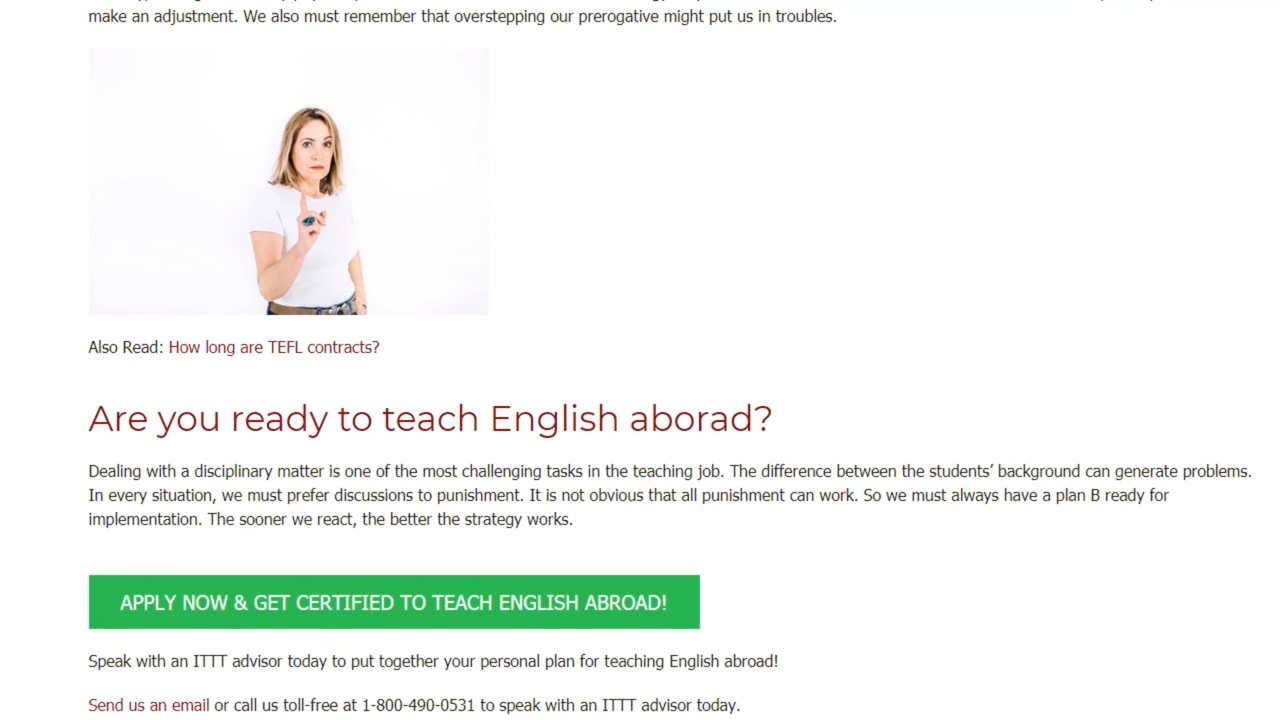 make an adjustment. We also must remember that overstepping our prerogative might put us in troubles.
Also Read: How long are TEFL contracts?
Are you ready to teach English aborad?
Dealing with a disciplinary matter is one of the most challenging tasks in the teaching job. The difference between the students’ background can generate problems.
In every situation, we must prefer discussions to punishment. It is not obvious that all punishment can work. So we must always have a plan B ready for
implementation. The sooner we react, the better the strategy works.
APPLY NOW & GET CERTIFIED TO TEACH ENGLISH ABROAD!
Speak with an ITTT advisor today to put together your personal plan for teaching English abroad!
Send us an email or call us toll-free at 1-800-490-0531 to speak with an ITTT advisor today.